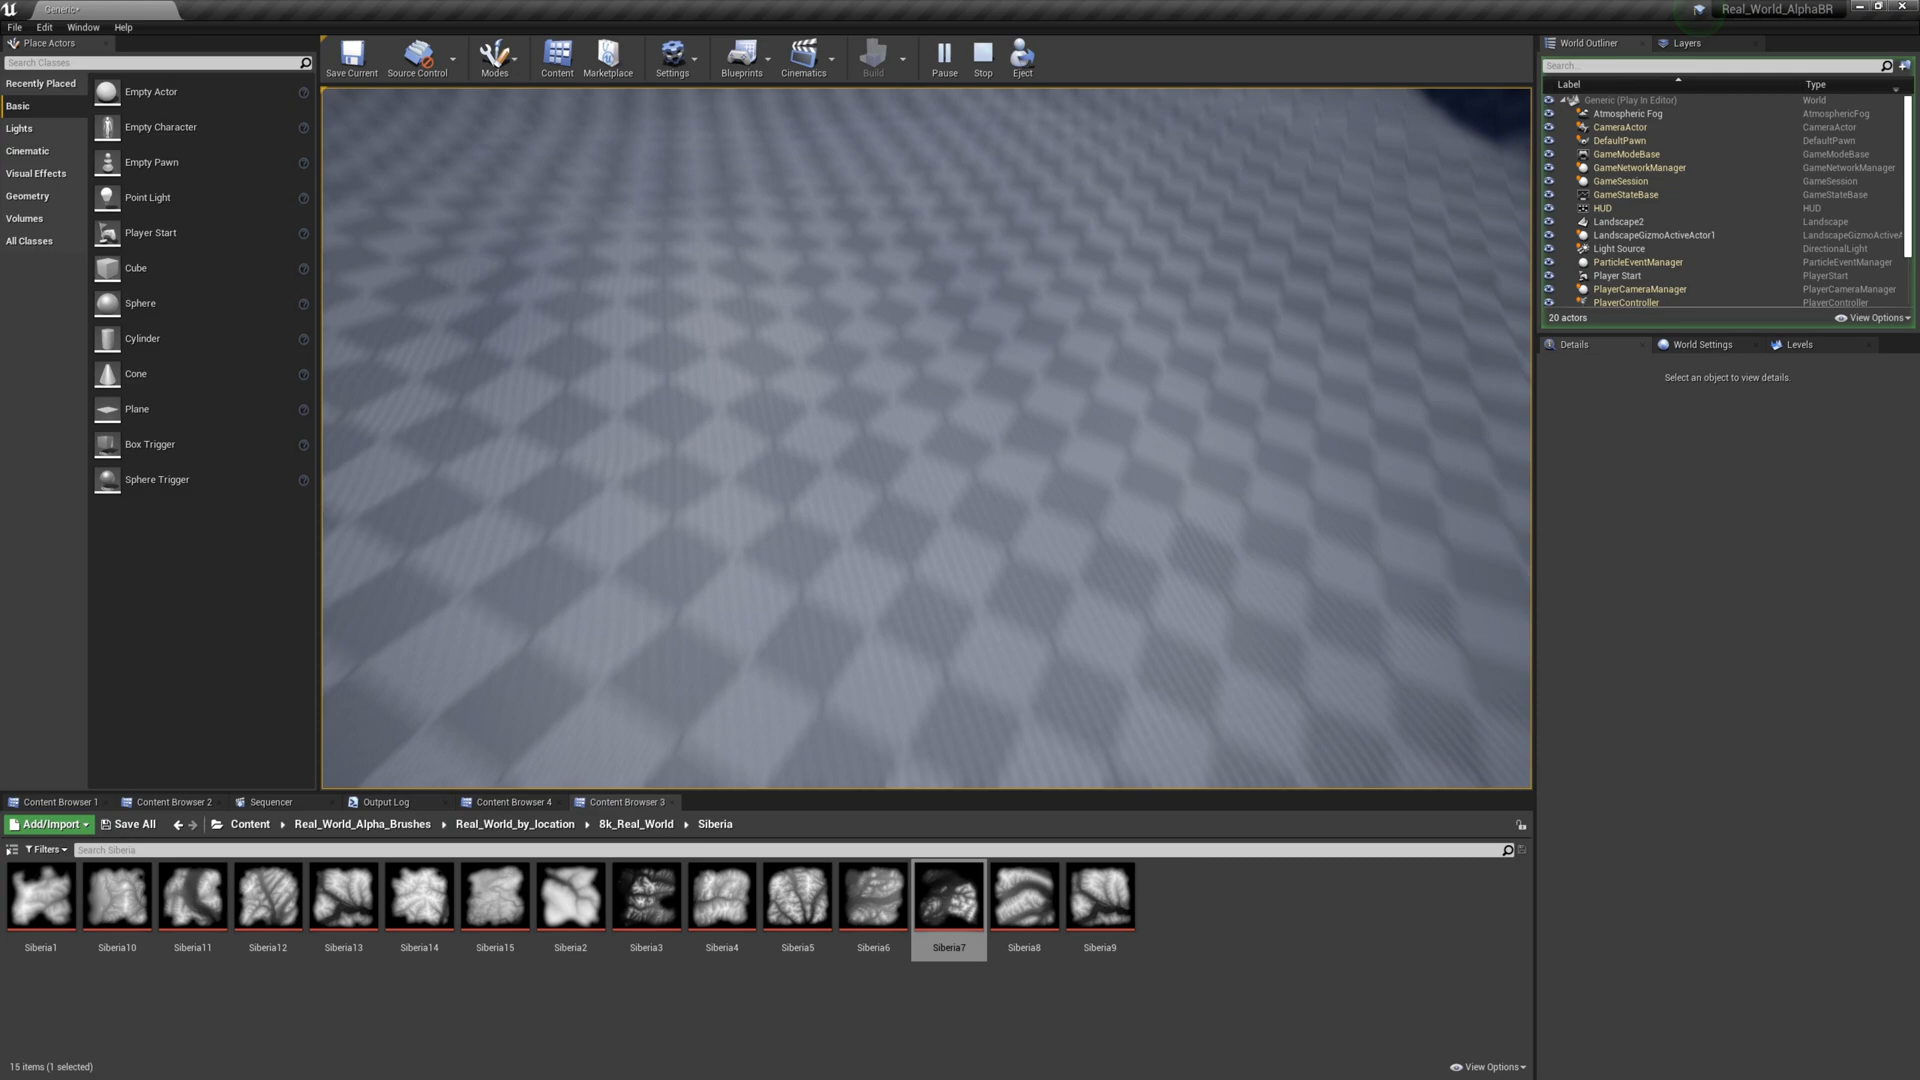 Generic*
Real_World_AlphaBR
File Edit Window Help
Place Actors
Search Classes
Recently Placed
Basic
Lights
Cinematic
Visual Effects
Geometry
Volumes
All Classes
Empty Actor
Empty Character
Empty Pawn
Point Light
Player Start
Cube
Sphere
Cylinder
Cone
Plane
Box Trigger
Sphere Trigger
Save Current Source Control Modes Content Marketplace Settings Blueprints Cinematics Build Pause Stop Eject
World Outliner Layers
Search...
Label Type
Generic (Play In Editor) World
Atmospheric Fog AtmosphericFog
CameraActor CameraActor
DefaultPawn DefaultPawn
GameModeBase GameModeBase
GameNetworkManager GameNetworkManager
GameSession GameSession
GameStateBase GameStateBase
HUD HUD
Landscape2 Landscape
LandscapeGizmoActiveActor1 LandscapeGizmoActiveA
Light Source DirectionalLight
ParticleEventManager ParticleEventManager
Player Start PlayerStart
PlayerCameraManager PlayerCameraManager
PlayerController PlayerController
20 actors View Options
Details World Settings Levels
Select an object to view details.
Content Browser 1 Content Browser 2 Sequencer Output Log Content Browser 4 Content Browser 3
Add/Import Save All Content Real_World_Alpha_Brushes Real_World_by_location 8k_Real_World Siberia
Filters Search Siberia
Siberia1 Siberia10 Siberia11 Siberia12 Siberia13 Siberia14 Siberia15 Siberia2 Siberia3 Siberia4 Siberia5 Siberia6 Siberia7 Siberia8 Siberia9
15 items (1 selected) View Options